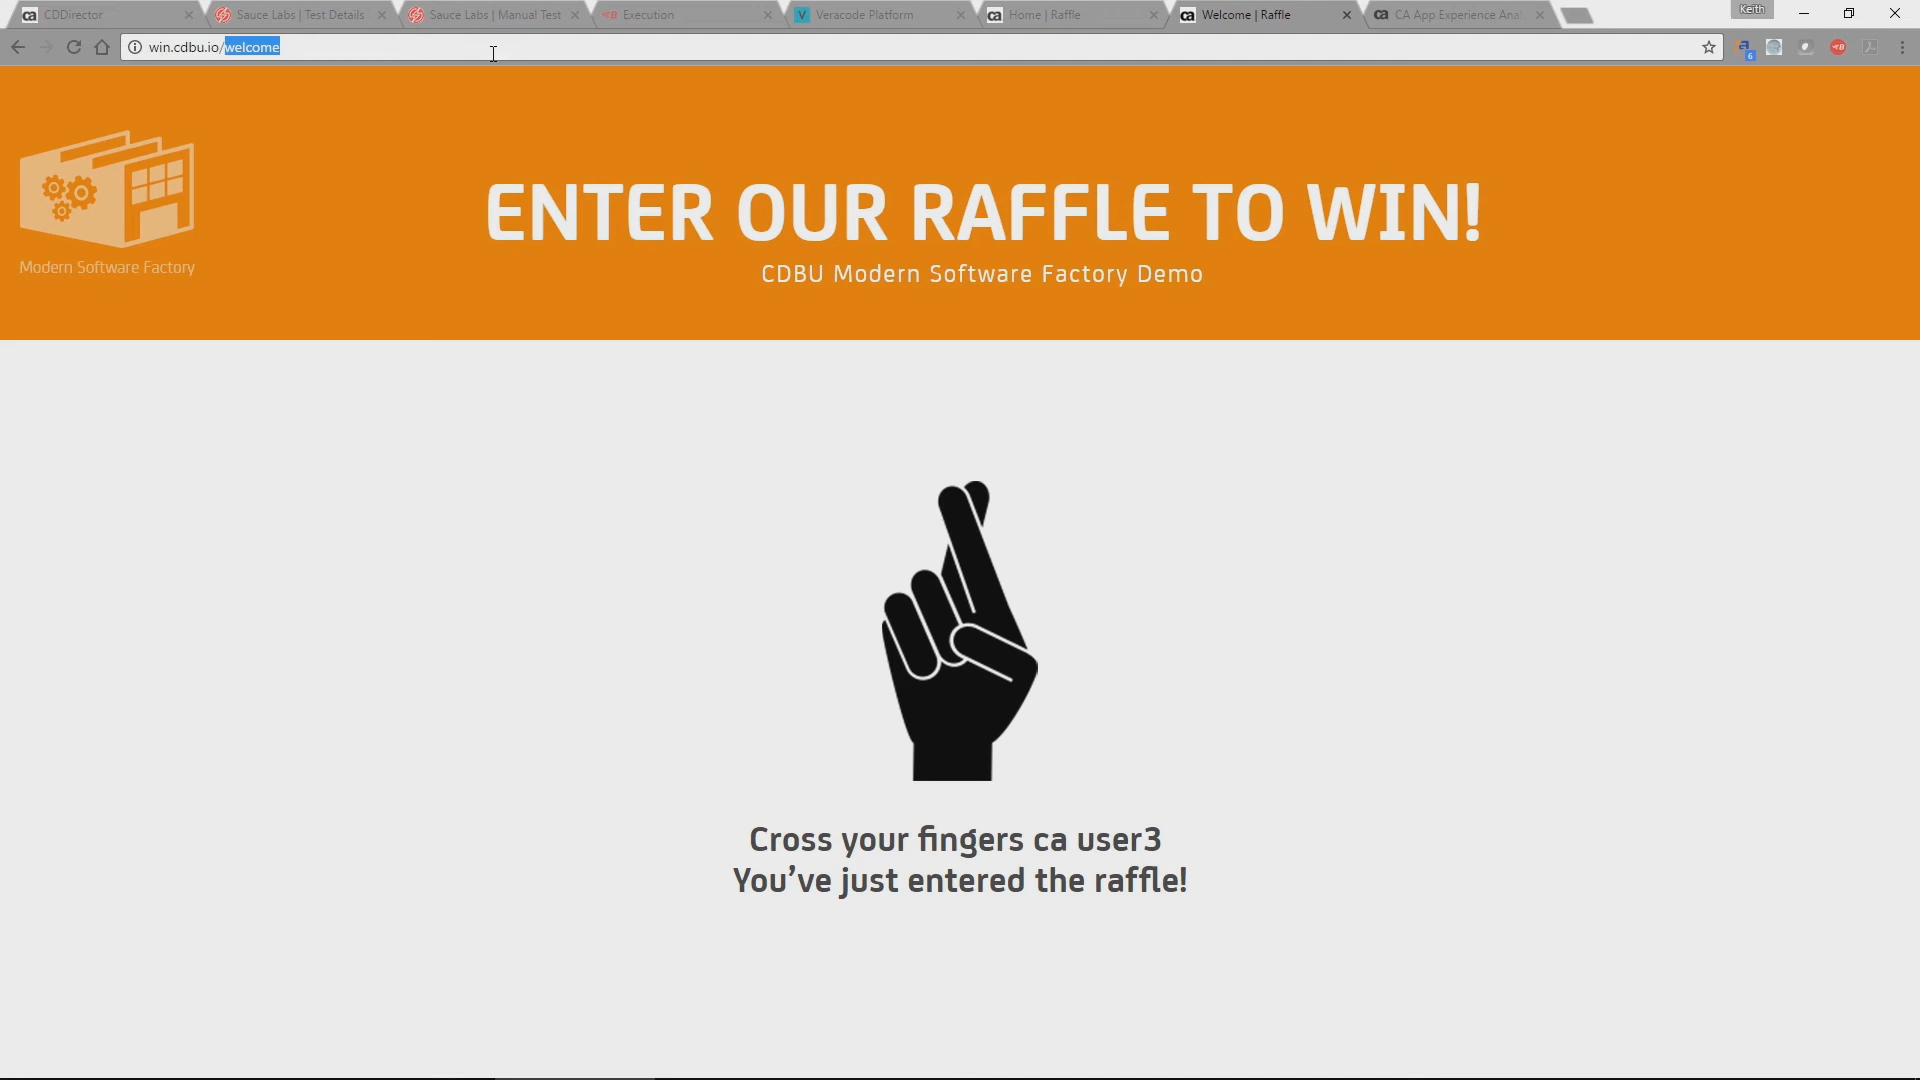 CDDirector
Sauce Labs | Test Details
Sauce Labs | Manual Test
Execution
Veracode Platform
Home | Raffle
Welcome | Raffle
CA App Experience Anal
Keith
win.cdbu.io/welcome
6
ENTER OUR RAFFLE TO WIN!
CDBU Modern Software Factory Demo
Modern Software Factory
Cross your fingers ca user3
You’ve just entered the raffle!